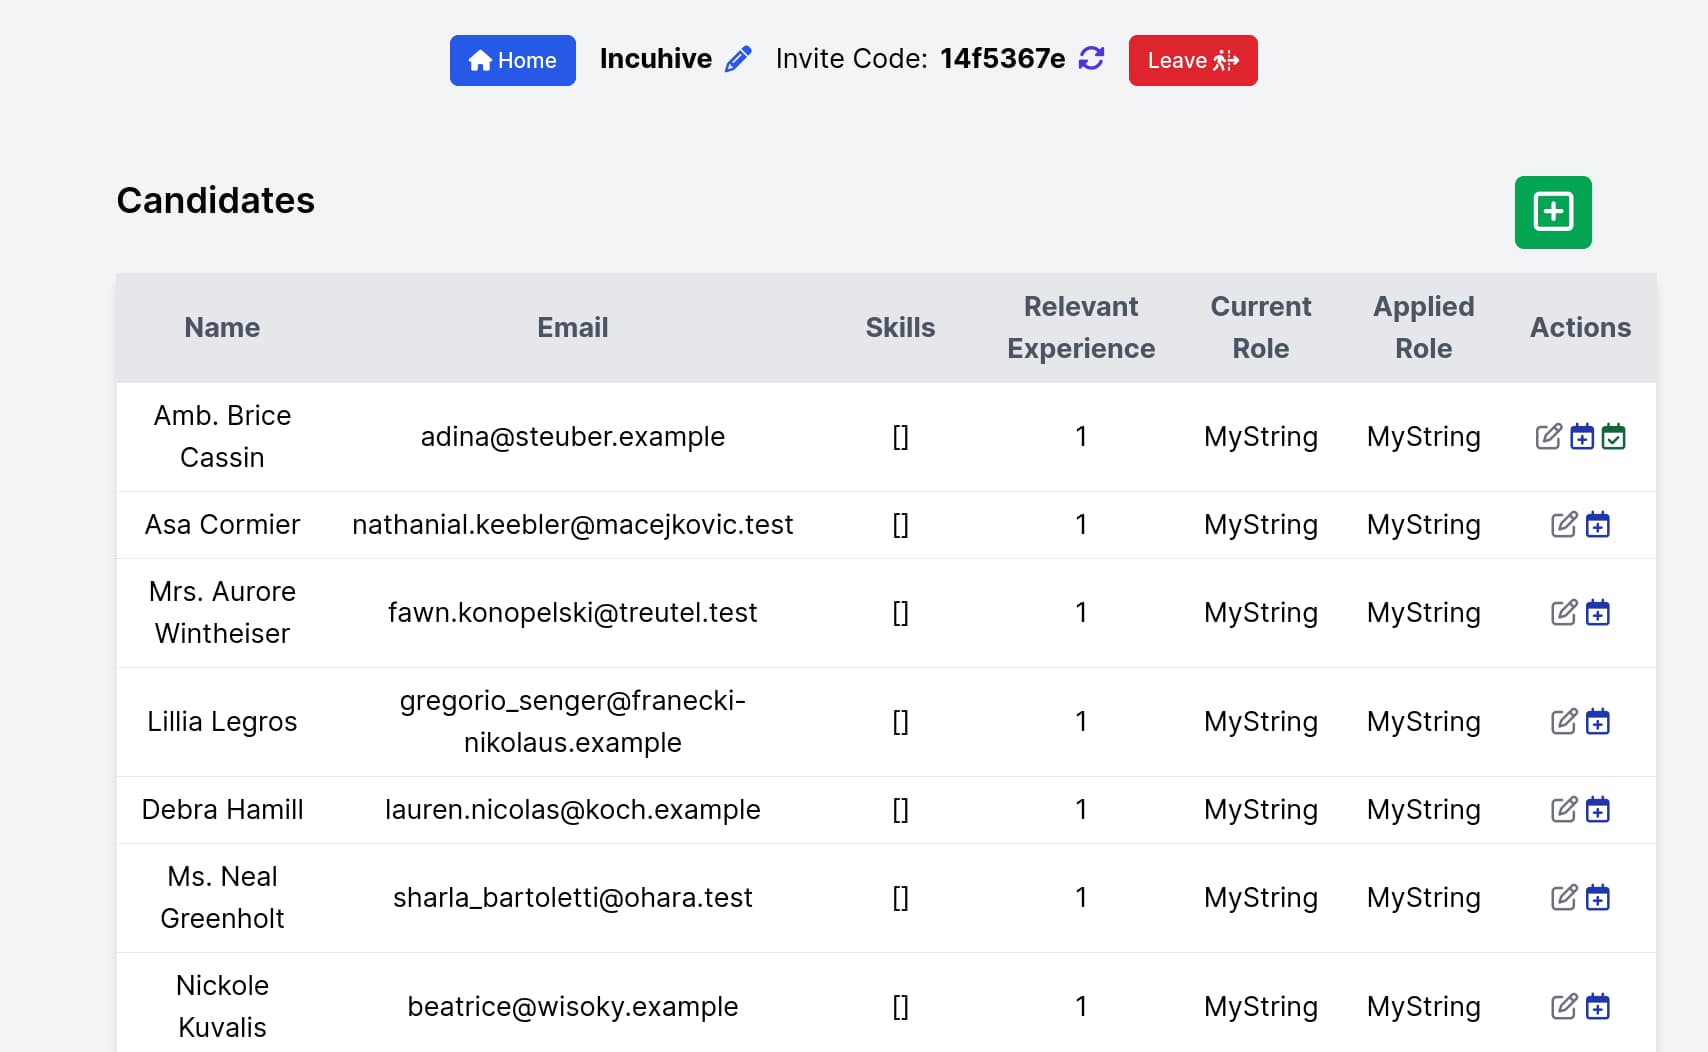 Home Incuhive Invite Code: 14f5367e Leave
Candidates
Name Email Skills Relevant Experience Current Role Applied Role Actions
Amb. Brice Cassin adina@steuber.example [] 1 MyString MyString
Asa Cormier nathanial.keebler@macejkovic.test [] 1 MyString MyString
Mrs. Aurore Wintheiser fawn.konopelski@treutel.test [] 1 MyString MyString
Lillia Legros gregorio_senger@franecki-nikolaus.example [] 1 MyString MyString
Debra Hamill lauren.nicolas@koch.example [] 1 MyString MyString
Ms. Neal Greenholt sharla_bartoletti@ohara.test [] 1 MyString MyString
Nickole Kuvalis beatrice@wisoky.example [] 1 MyString MyString